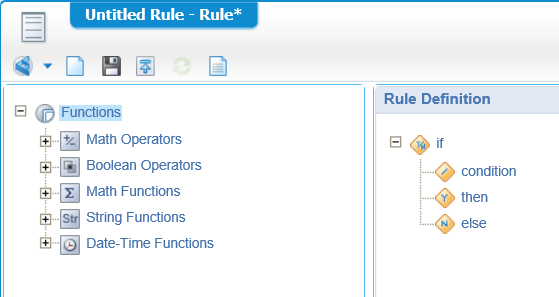 Untitled Rule - Rule*
Functions
Math Operators
Boolean Operators
Math Functions
Str String Functions
Date-Time Functions
Rule Definition
if
condition
then
else